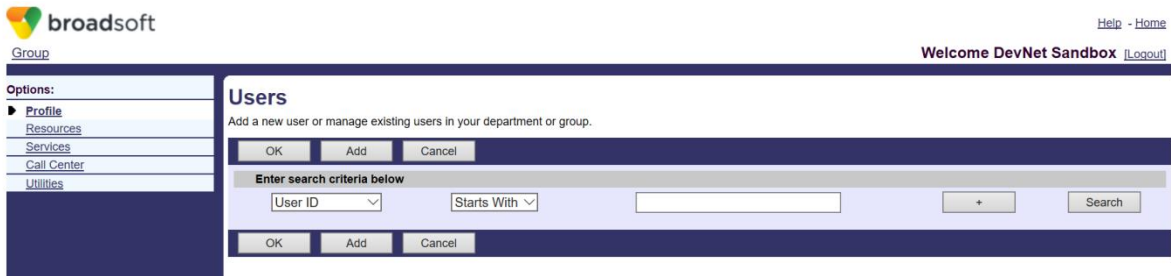 broadsoft
Help - Home
Group
Welcome DevNet Sandbox [Logout]
Options:
Profile
Resources
Services
Call Center
Utilities
Users
Add a new user or manage existing users in your department or group.
OK Add Cancel
Enter search criteria below
User ID Starts With + Search
OK Add Cancel